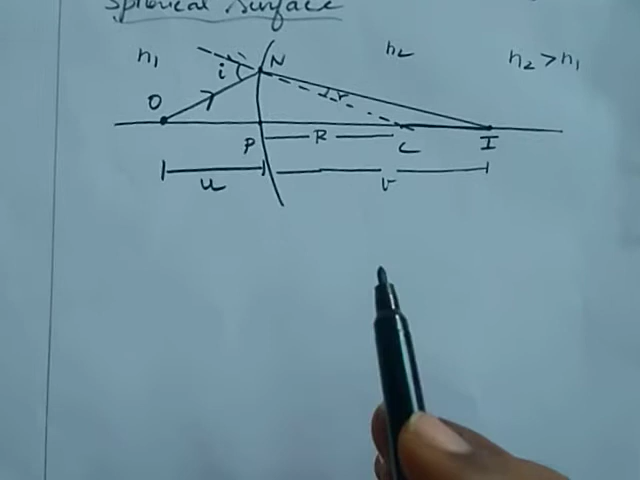 Spherical Surface
n₁ n₂ n₂ > n₁
i N
O r
P R C I
u v